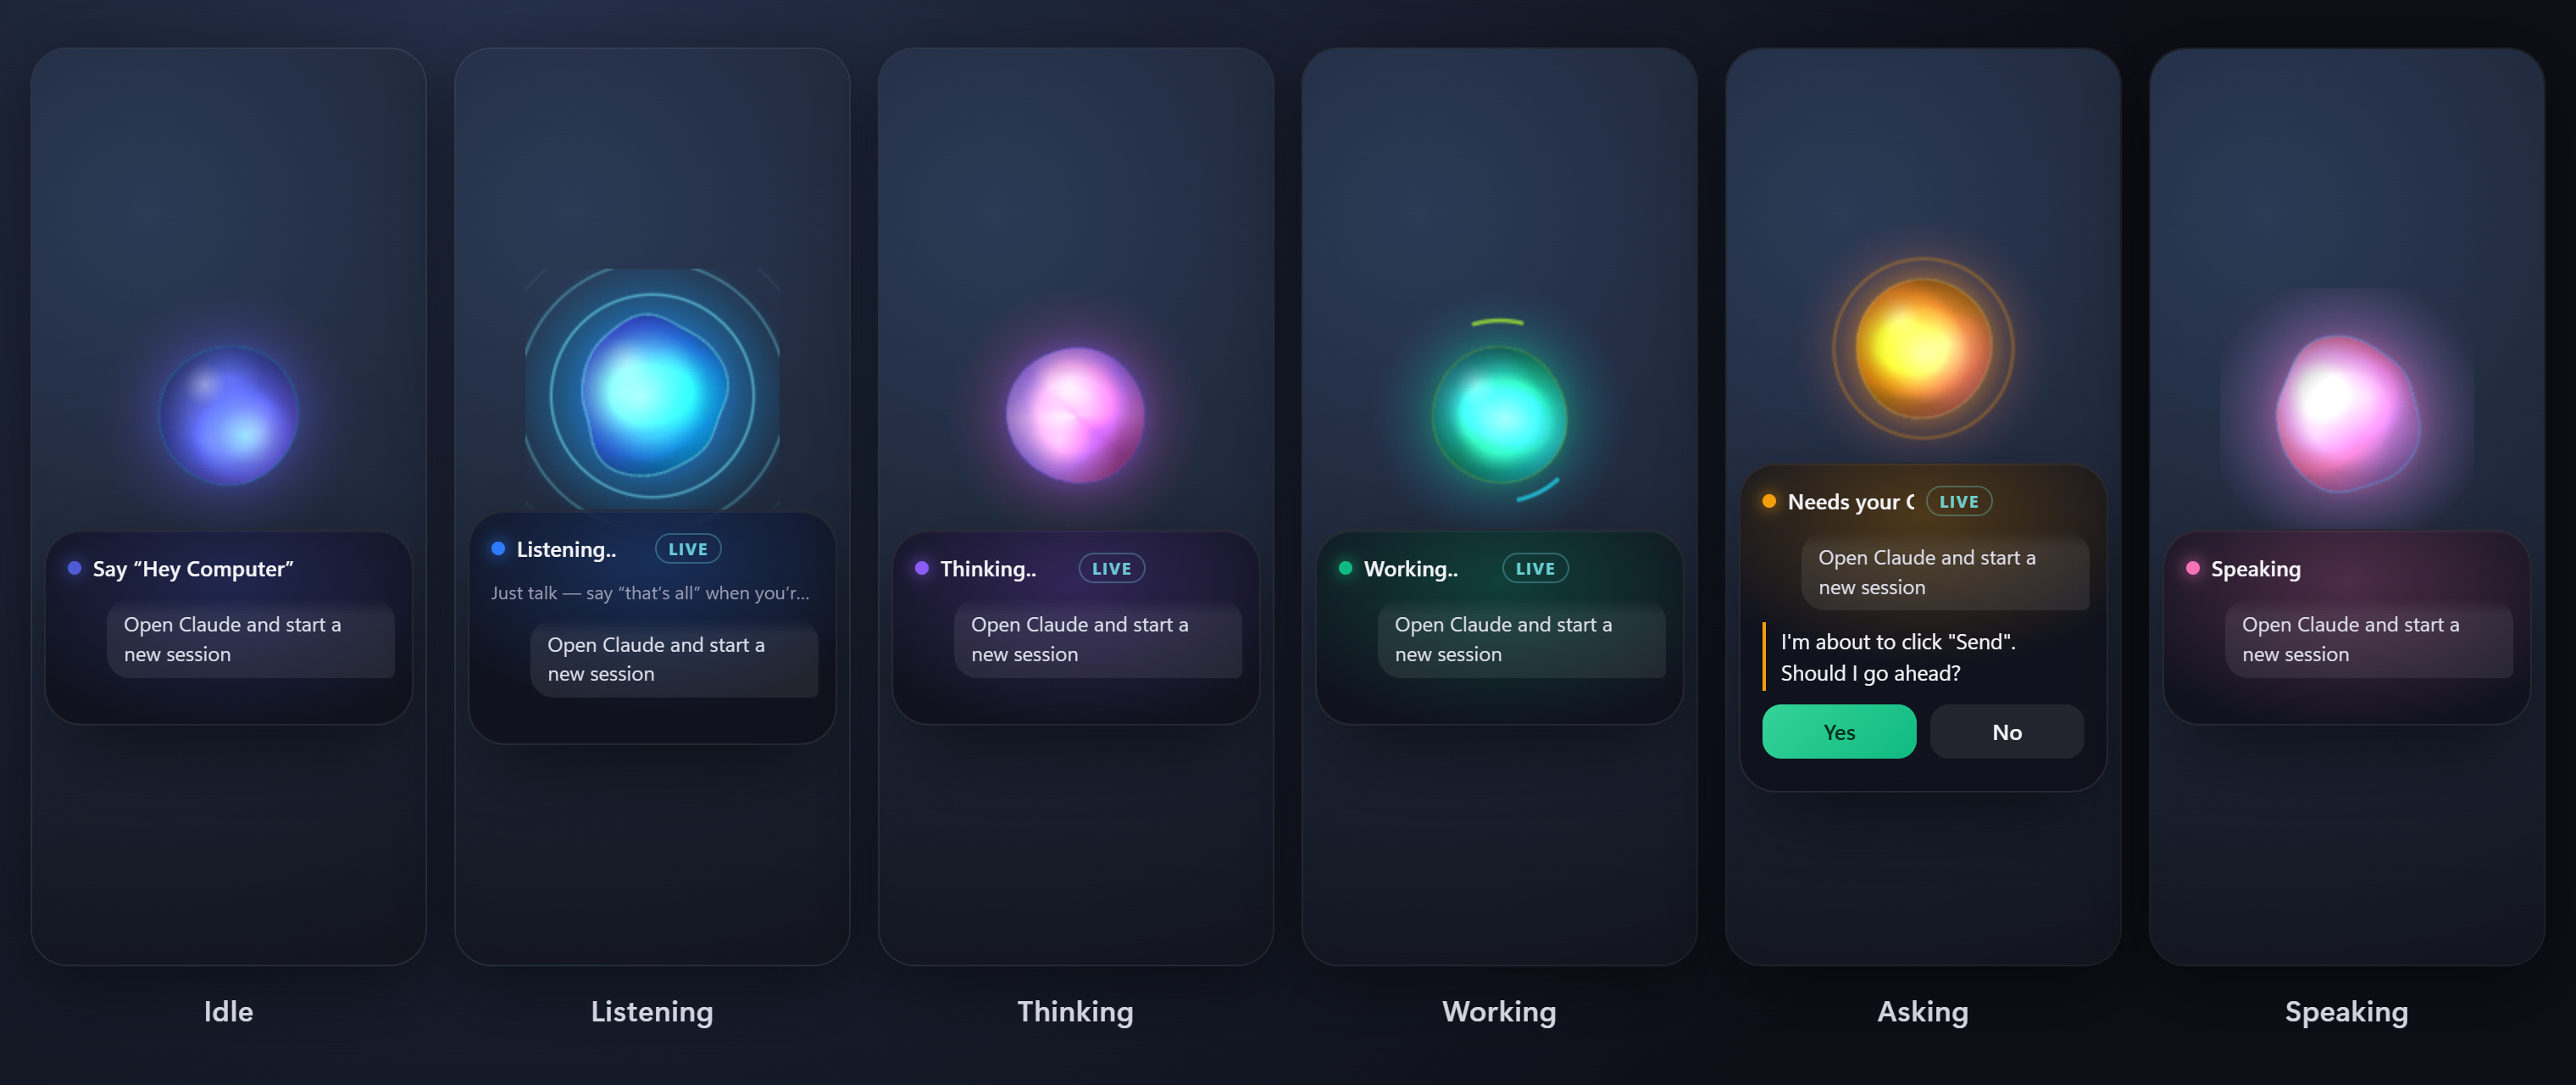 Say “Hey Computer”
Open Claude and start a
new session
Idle
Listening..
LIVE
Just talk — say “that’s all” when you’r...
Open Claude and start a
new session
Listening
Thinking..
LIVE
Open Claude and start a
new session
Thinking
Working..
LIVE
Open Claude and start a
new session
Working
Needs your
LIVE
Open Claude and start a
new session
I'm about to click "Send".
Should I go ahead?
Yes
No
Asking
Speaking
Open Claude and start a
new session
Speaking